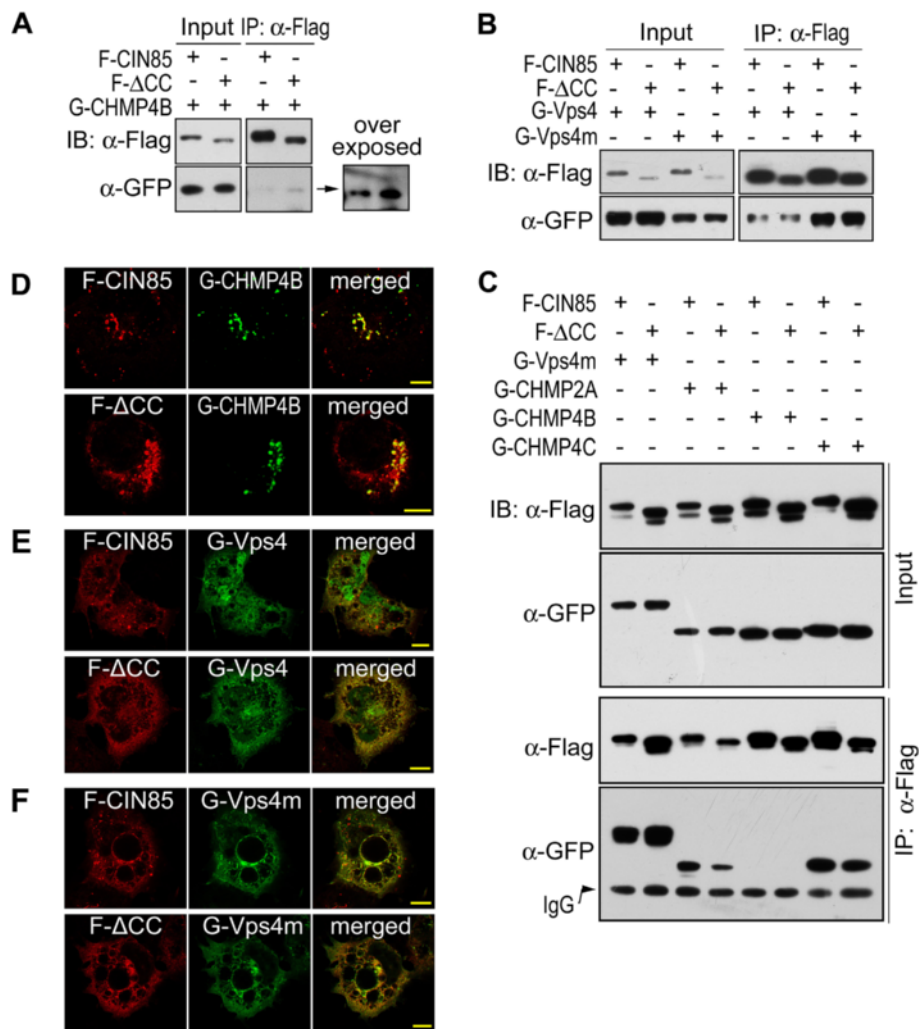 A
Input IP: α-Flag
F-CIN85 + - + -
F-ΔCC - + - +
G-CHMP4B + + + +
IB: α-Flag
α-GFP
over
exposed
B
Input IP: α-Flag
F-CIN85 + - + - + - + -
F-ΔCC - + - + - + - +
G-Vps4 + + - - + + - -
G-Vps4m - - + + - - + +
IB: α-Flag
α-GFP
C
F-CIN85 + - + - + - + -
F-ΔCC - + - + - + - +
G-Vps4m + + - - - - - -
G-CHMP2A - - + + - - - -
G-CHMP4B - - - - + + - -
G-CHMP4C - - - - - - + +
IB: α-Flag
α-GFP
Input
α-Flag
α-GFP
IgG
IP: α-Flag
D
F-CIN85 G-CHMP4B merged
F-ΔCC G-CHMP4B merged
E
F-CIN85 G-Vps4 merged
F-ΔCC G-Vps4 merged
F
F-CIN85 G-Vps4m merged
F-ΔCC G-Vps4m merged